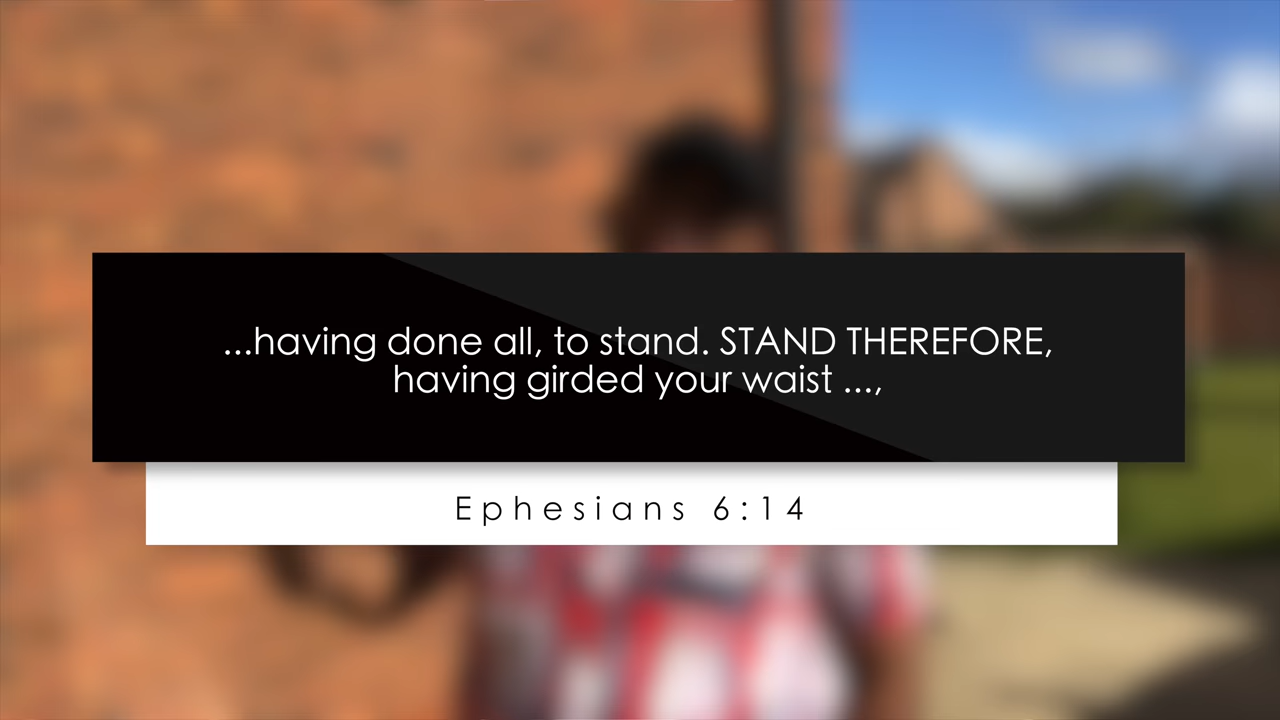 ...having done all, to stand. STAND THEREFORE,
having girded your waist ...,
Ephesians 6:14